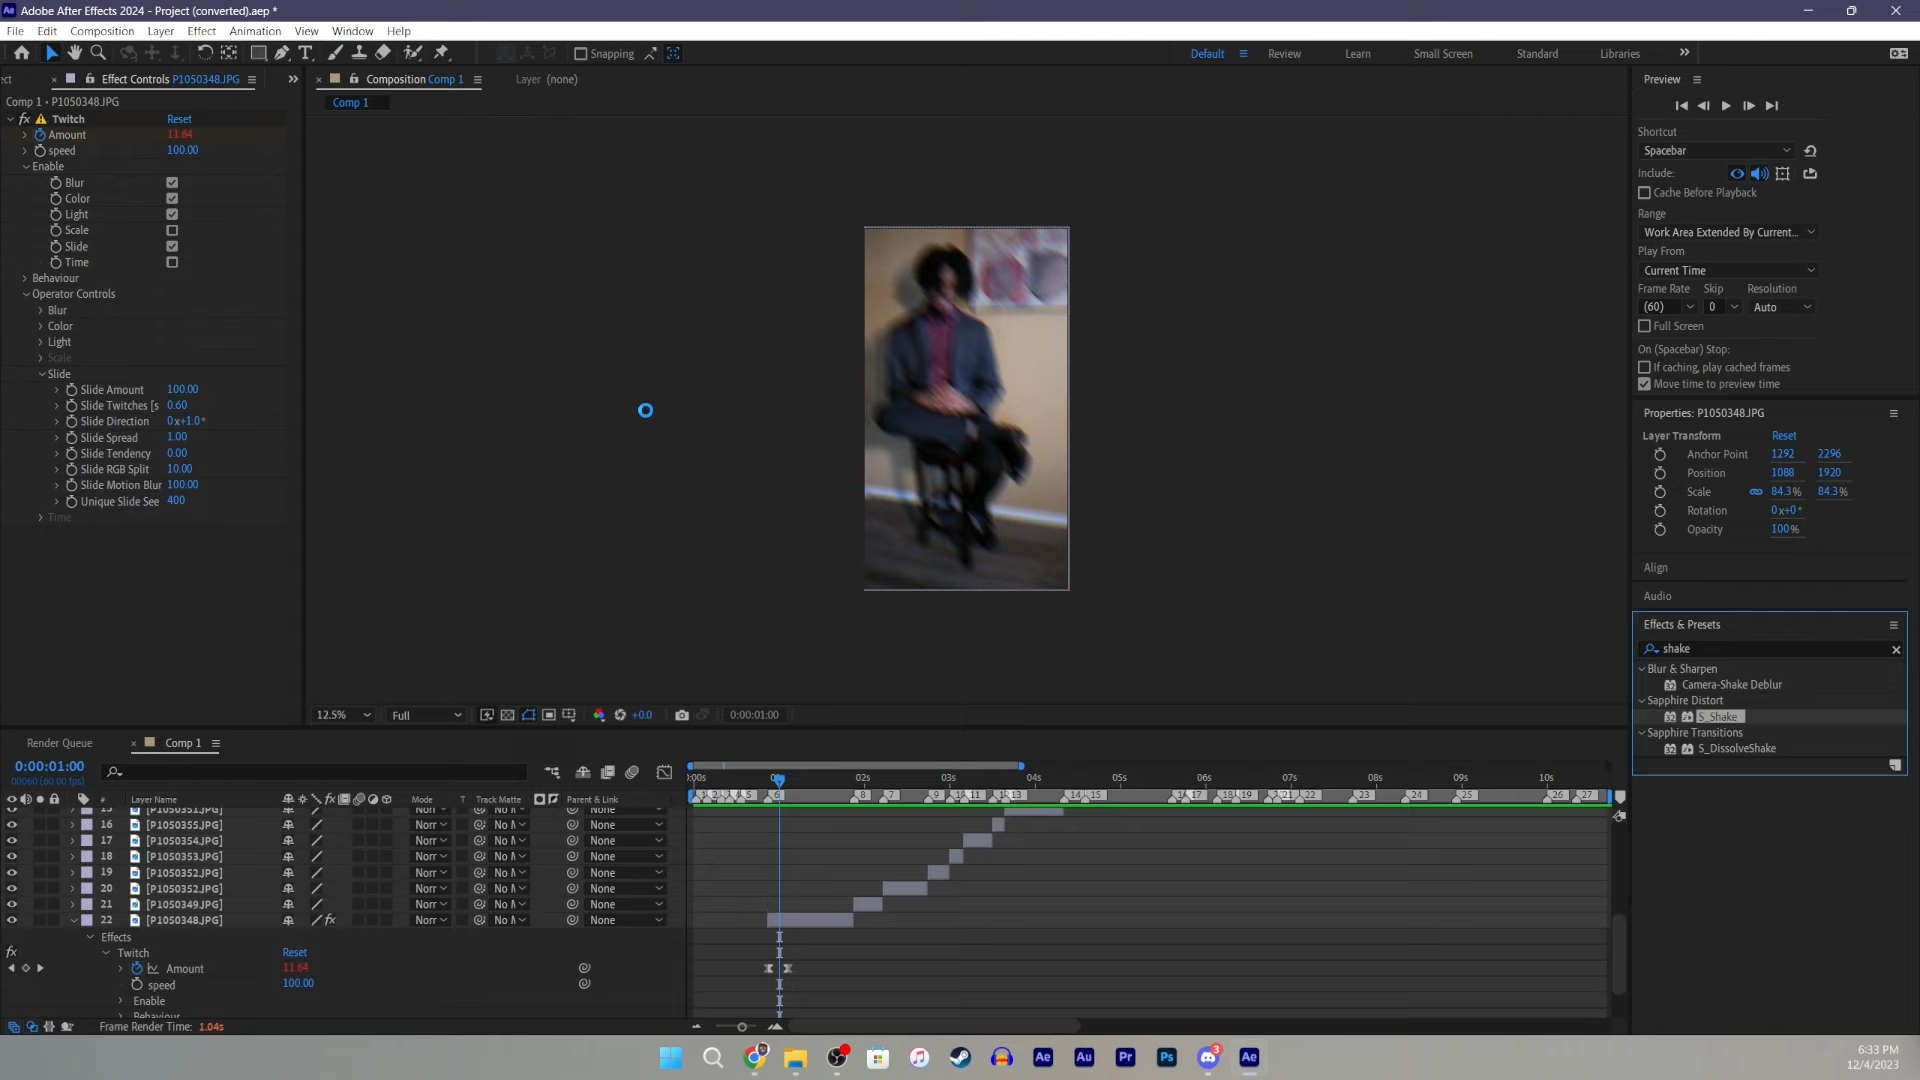 Adobe After Effects 2024 - Project (converted).aep *
File Edit Composition Layer Effect Animation View Window Help
Snapping
Default Review Learn Small Screen Standard Libraries
Effect Controls P1050348.JPG
Composition Comp 1
Layer (none)
Preview
Comp 1 • P1050348.JPG
Comp 1
Twitch Reset
Amount 11.64
speed 100.00
Enable
Blur
Color
Light
Scale
Slide
Time
Behaviour
Operator Controls
Blur
Color
Light
Scale
Slide
Slide Amount 100.00
Slide Twitches [s 0.60
Slide Direction 0x+1.0°
Slide Spread 1.00
Slide Tendency 0.00
Slide RGB Split 10.00
Slide Motion Blur 100.00
Unique Slide See 400
Time
Shortcut
Spacebar
Include:
Cache Before Playback
Range
Work Area Extended By Current...
Play From
Current Time
Frame Rate Skip Resolution
(60) 0 Auto
Full Screen
On (Spacebar) Stop:
If caching, play cached frames
Move time to preview time
Properties: P1050348.JPG
Layer Transform Reset
Anchor Point 1292 2296
Position 1088 1920
Scale 84.3% 84.3%
Rotation 0x+0°
Opacity 100%
Align
Audio
Effects & Presets
shake
Blur & Sharpen
32 Camera-Shake Deblur
Sapphire Distort
32 S_Shake
Sapphire Transitions
32 S_DissolveShake
12.5% Full +0.0 0:00:01:00
Render Queue Comp 1
0:00:01:00
00060 (60.00 fps)
:00s 02s 03s 04s 05s 06s 07s 08s 09s 10s
# Layer Name Mode T Track Matte Parent & Link
16 [P1050355.JPG] Norr No M None
17 [P1050354.JPG] Norr No M None
18 [P1050353.JPG] Norr No M None
19 [P1050352.JPG] Norr No M None
20 [P1050352.JPG] Norr No M None
21 [P1050349.JPG] Norr No M None
22 [P1050348.JPG] Norr No M None
Effects
Twitch Reset
Amount 11.64
speed 100.00
Enable
Behaviour
Frame Render Time: 1.04s
6:33 PM
12/4/2023